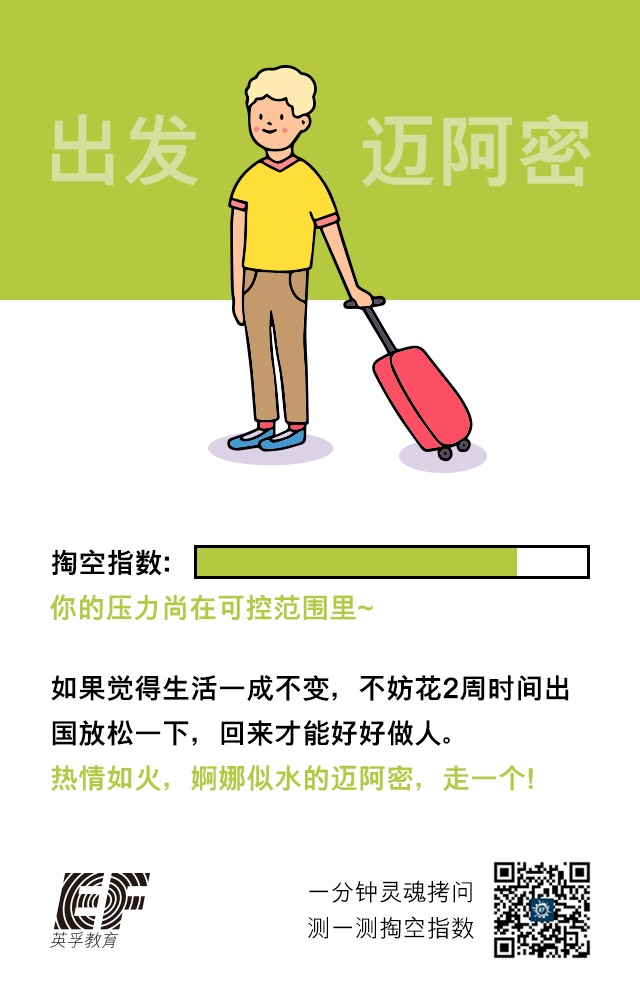 出发 迈阿密
掏空指数:
你的压力尚在可控范围里~
如果觉得生活一成不变，不妨花2周时间出
国放松一下，回来才能好好做人。
热情如火，婀娜似水的迈阿密，走一个!
EF
英孚教育
一分钟灵魂拷问
测一测掏空指数